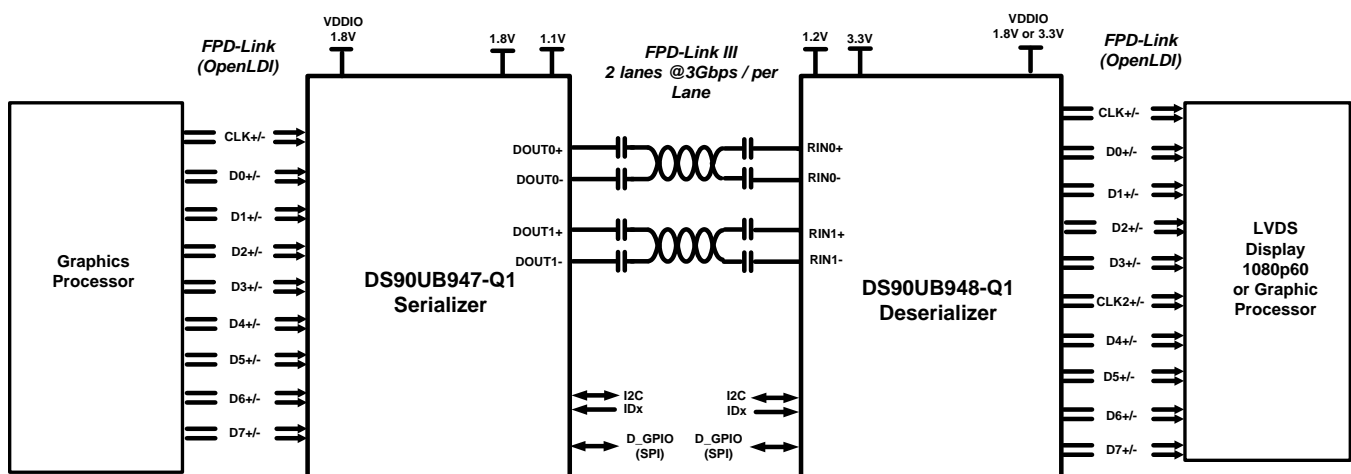 VDDIO
1.8V
1.8V
1.1V
FPD-Link
(OpenLDI)
FPD-Link III
2 lanes @3Gbps / per
Lane
1.2V
3.3V
VDDIO
1.8V or 3.3V
FPD-Link
(OpenLDI)
Graphics
Processor
CLK+/-
D0+/-
D1+/-
D2+/-
D3+/-
D4+/-
D5+/-
D6+/-
D7+/-
DS90UB947-Q1
Serializer
DOUT0+
DOUT0-
DOUT1+
DOUT1-
I2C
IDx
D_GPIO
(SPI)
RIN0+
RIN0-
RIN1+
RIN1-
I2C
IDx
D_GPIO
(SPI)
DS90UB948-Q1
Deserializer
CLK+/-
D0+/-
D1+/-
D2+/-
D3+/-
CLK2+/-
D4+/-
D5+/-
D6+/-
D7+/-
LVDS
Display
1080p60
or Graphic
Processor